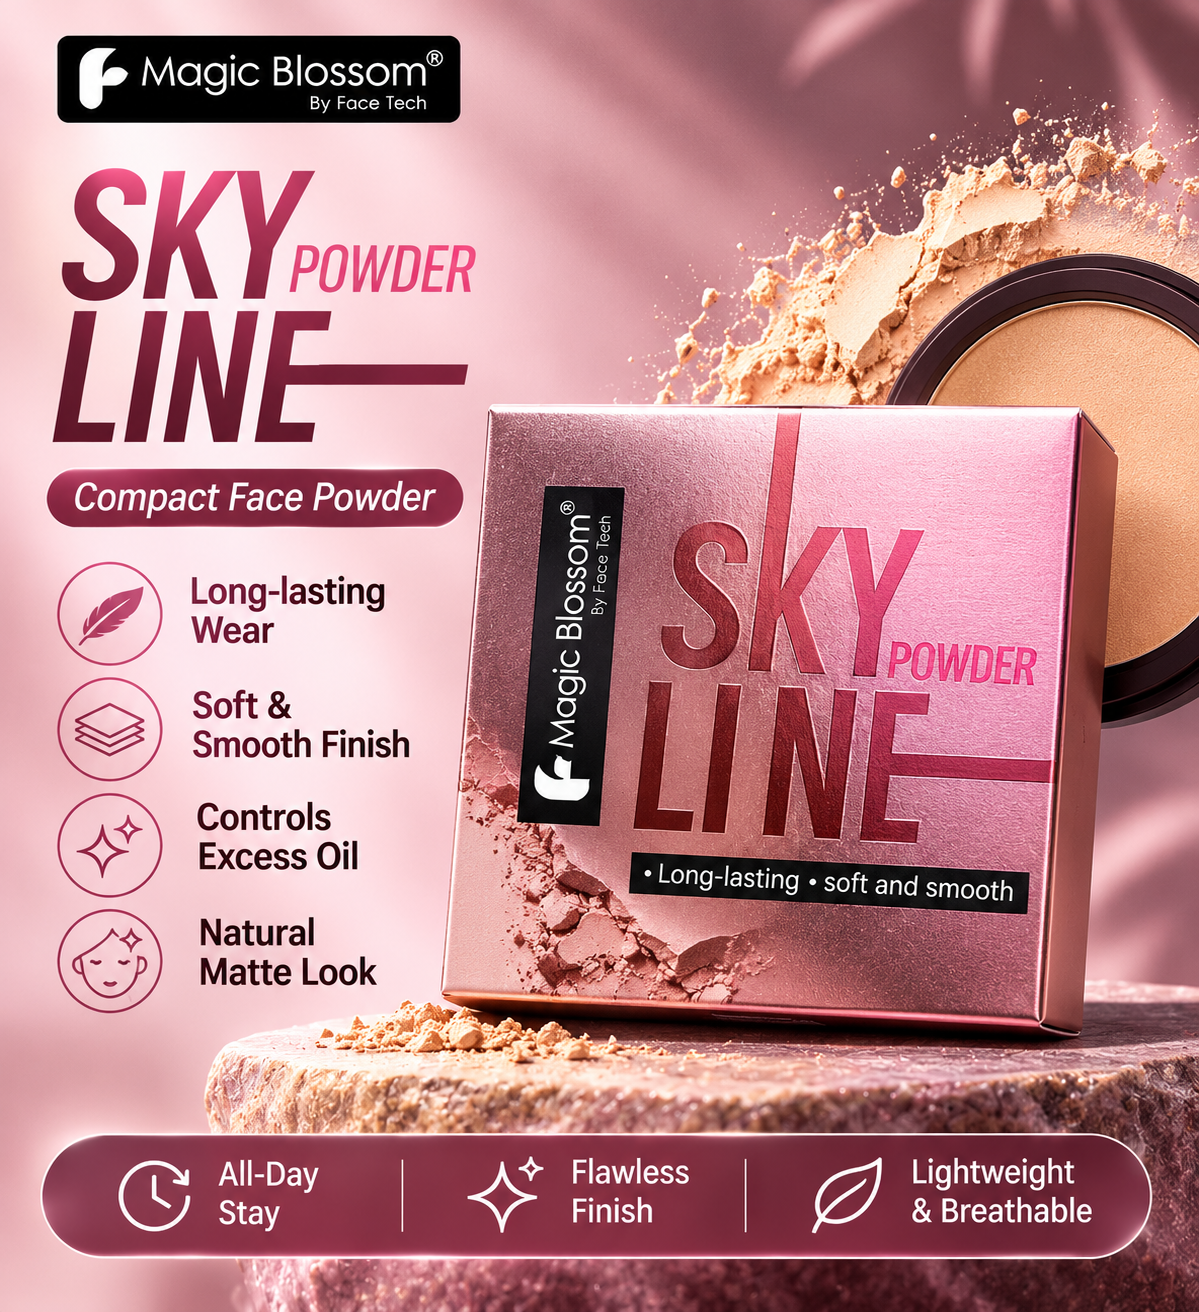 Magic Blossom®
By Face Tech
SKY
POWDER
LINE
Compact Face Powder
Long-lasting
Wear
Soft &
Smooth Finish
Controls
Excess Oil
Natural
Matte Look
Magic Blossom®
By Face Tech
SKY
POWDER
LINE
• Long-lasting • soft and smooth
All-Day
Stay
Flawless
Finish
Lightweight
& Breathable